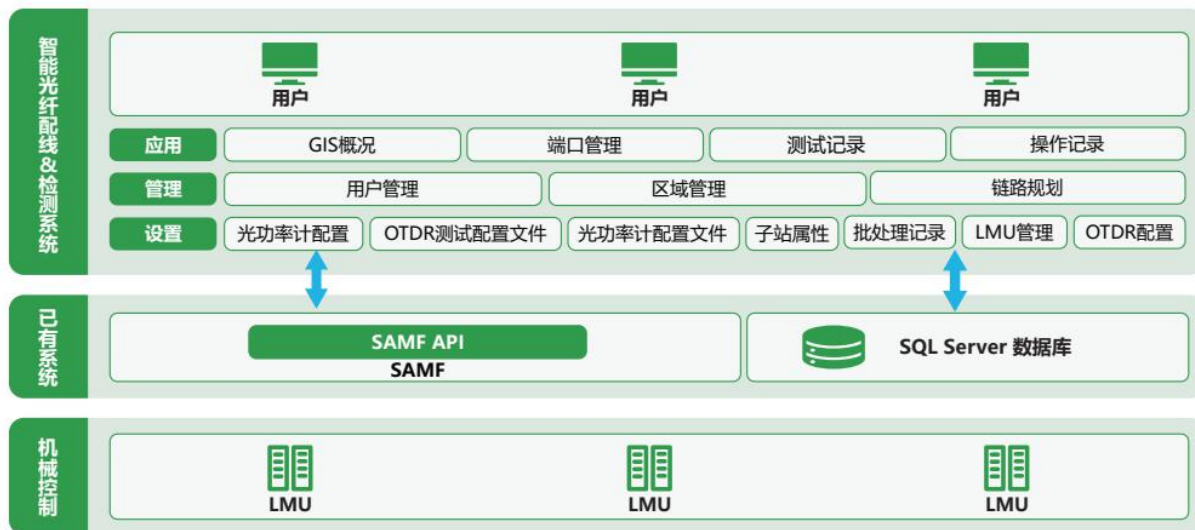 智能光纤配线&检测系统
用户 用户 用户
应用 GIS概况 端口管理 测试记录 操作记录
管理 用户管理 区域管理 链路规划
设置 光功率计配置 OTDR测试配置文件 光功率计配置文件 子站属性 批处理记录 LMU管理 OTDR配置
已有系统
SAMF API
SAMF
SQL Server 数据库
机械控制
LMU LMU LMU